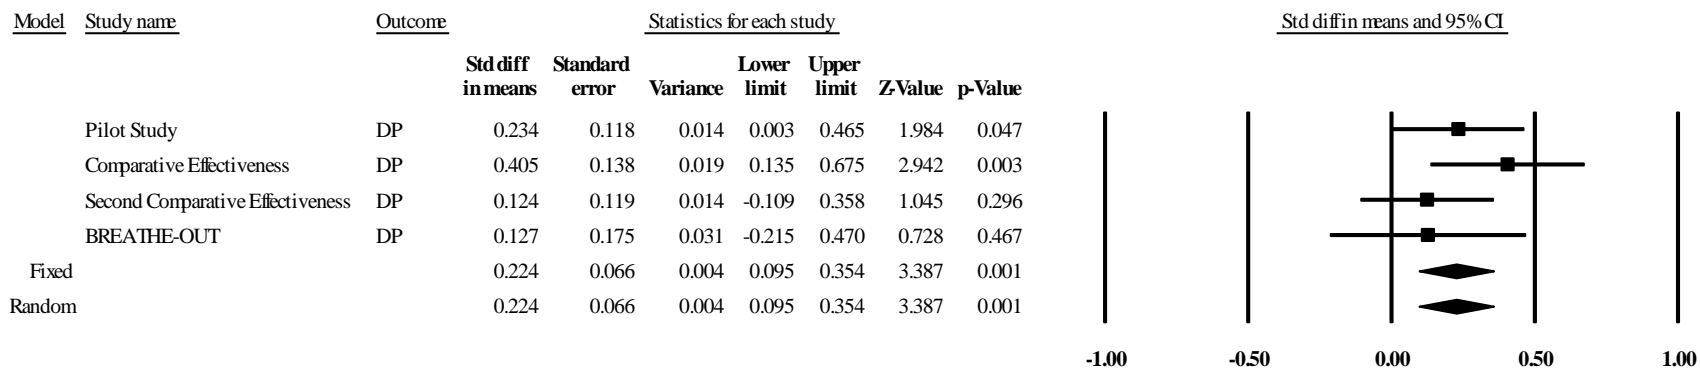 Model Study name Outcome Statistics for each study Std diff in means and 95% CI
Std diff in means Standard error Variance Lower limit Upper limit Z-Value p-Value
Pilot Study DP 0.234 0.118 0.014 0.003 0.465 1.984 0.047
Comparative Effectiveness DP 0.405 0.138 0.019 0.135 0.675 2.942 0.003
Second Comparative Effectiveness DP 0.124 0.119 0.014 -0.109 0.358 1.045 0.296
BREATHE-OUT DP 0.127 0.175 0.031 -0.215 0.470 0.728 0.467
Fixed 0.224 0.066 0.004 0.095 0.354 3.387 0.001
Random 0.224 0.066 0.004 0.095 0.354 3.387 0.001
-1.00 -0.50 0.00 0.50 1.00